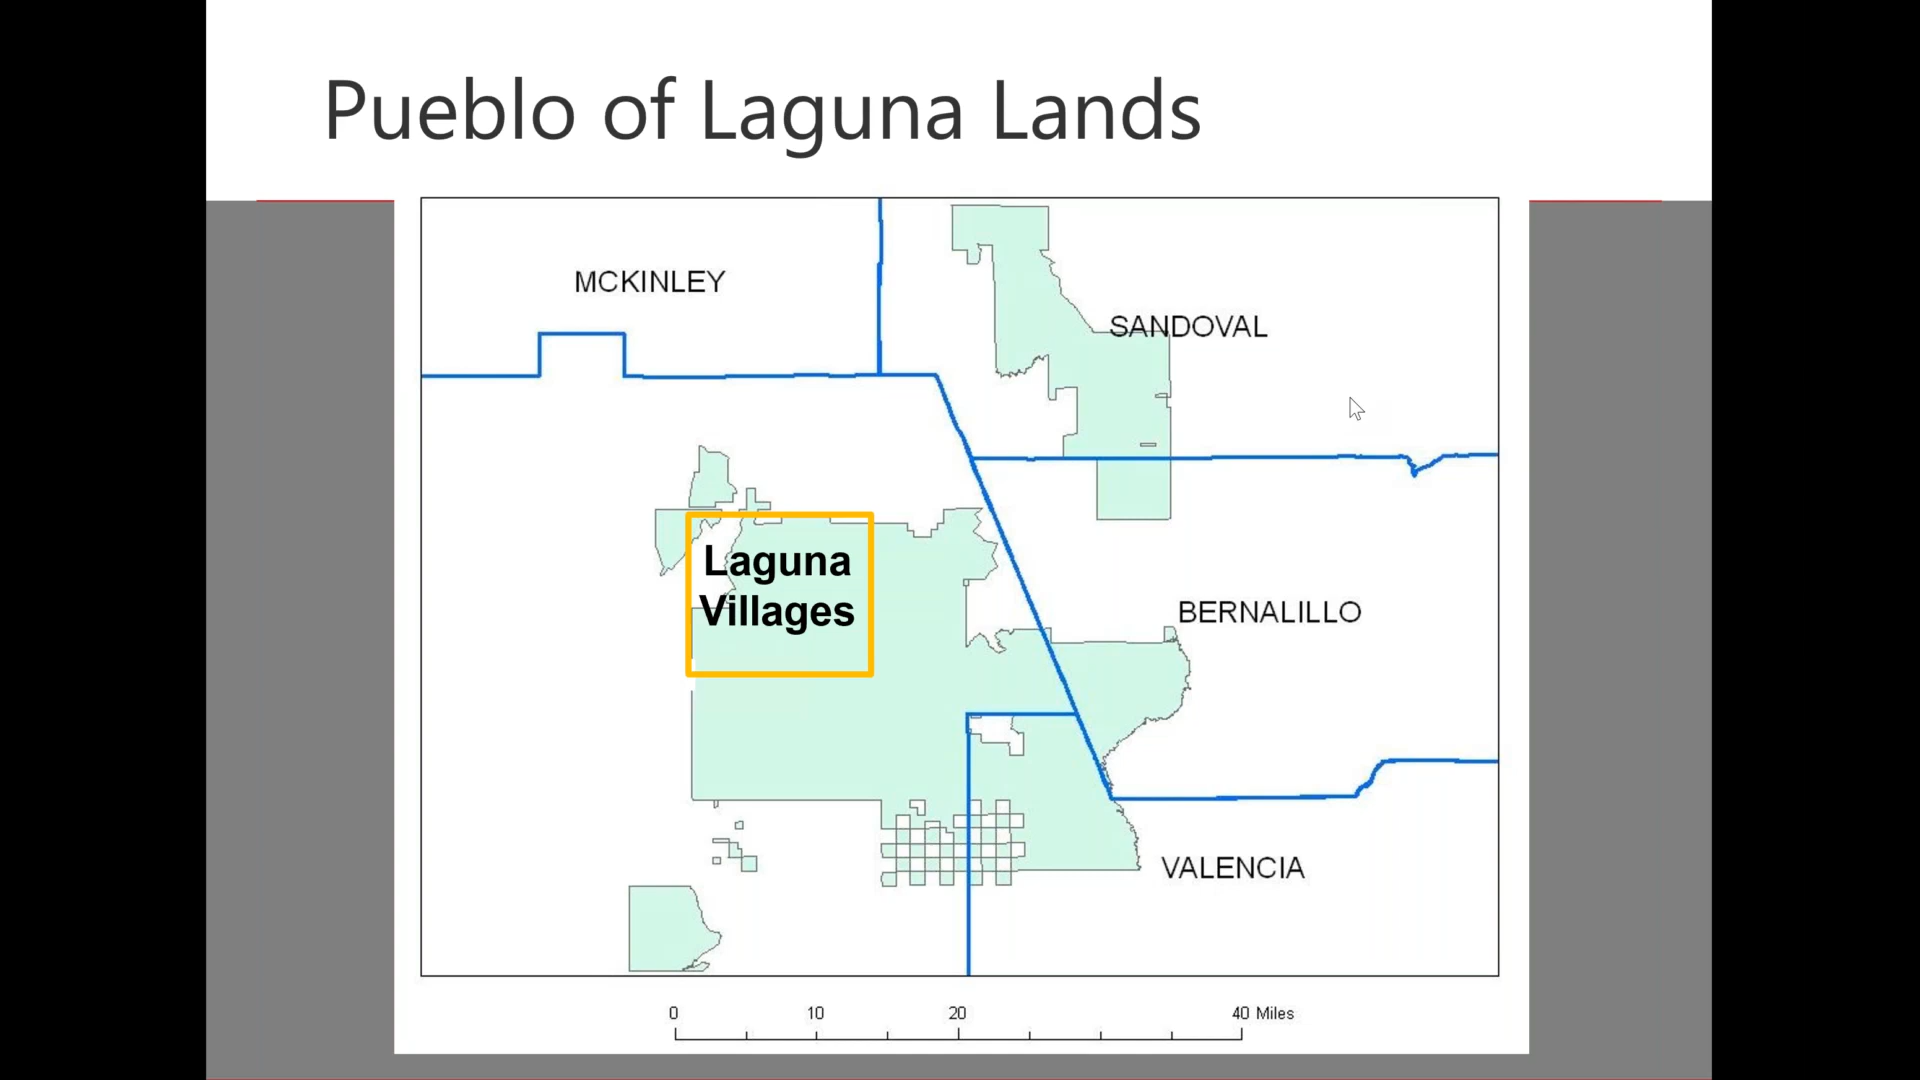 Pueblo of Laguna Lands
MCKINLEY
SANDOVAL
Laguna
Villages
BERNALILLO
VALENCIA
0 10 20 40 Miles